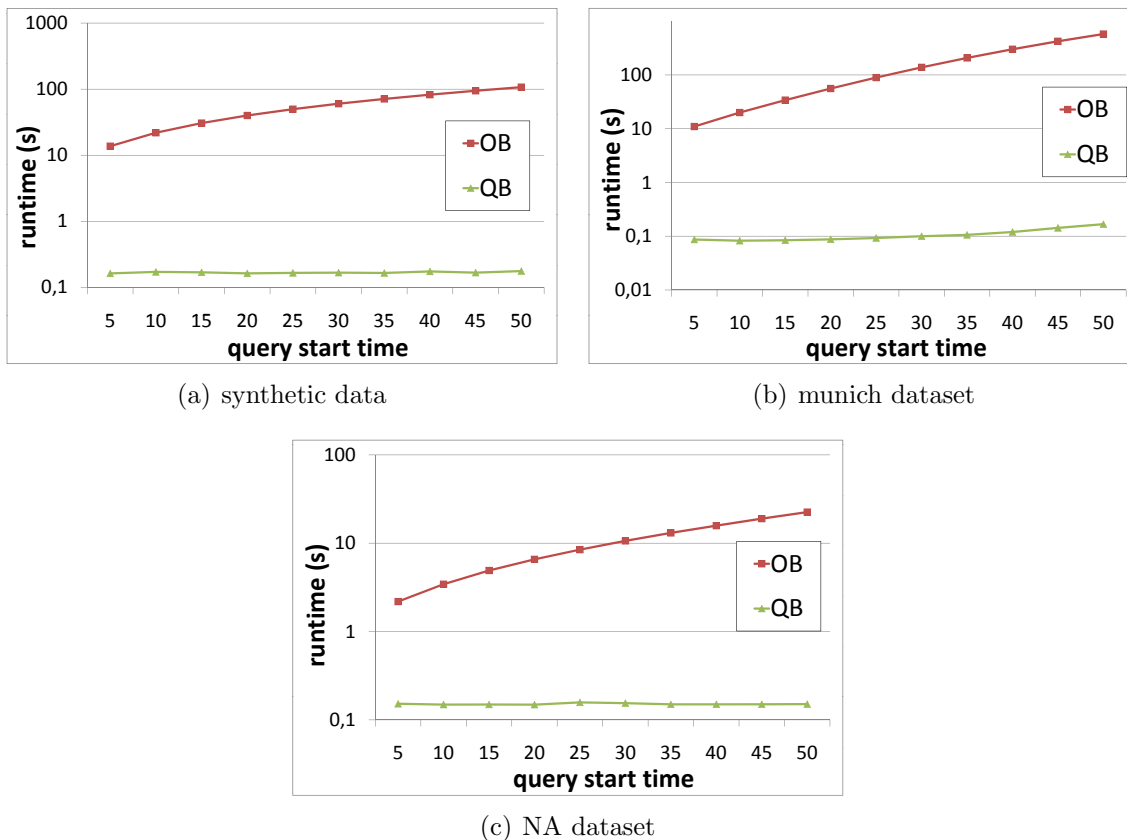 1000
100
10
1
0,1
runtime (s)
OB
QB
5 10 15 20 25 30 35 40 45 50
query start time
(a) synthetic data
100
10
1
0,1
0,01
runtime (s)
OB
QB
5 10 15 20 25 30 35 40 45 50
query start time
(b) munich dataset
100
10
1
0,1
runtime (s)
OB
QB
5 10 15 20 25 30 35 40 45 50
query start time
(c) NA dataset